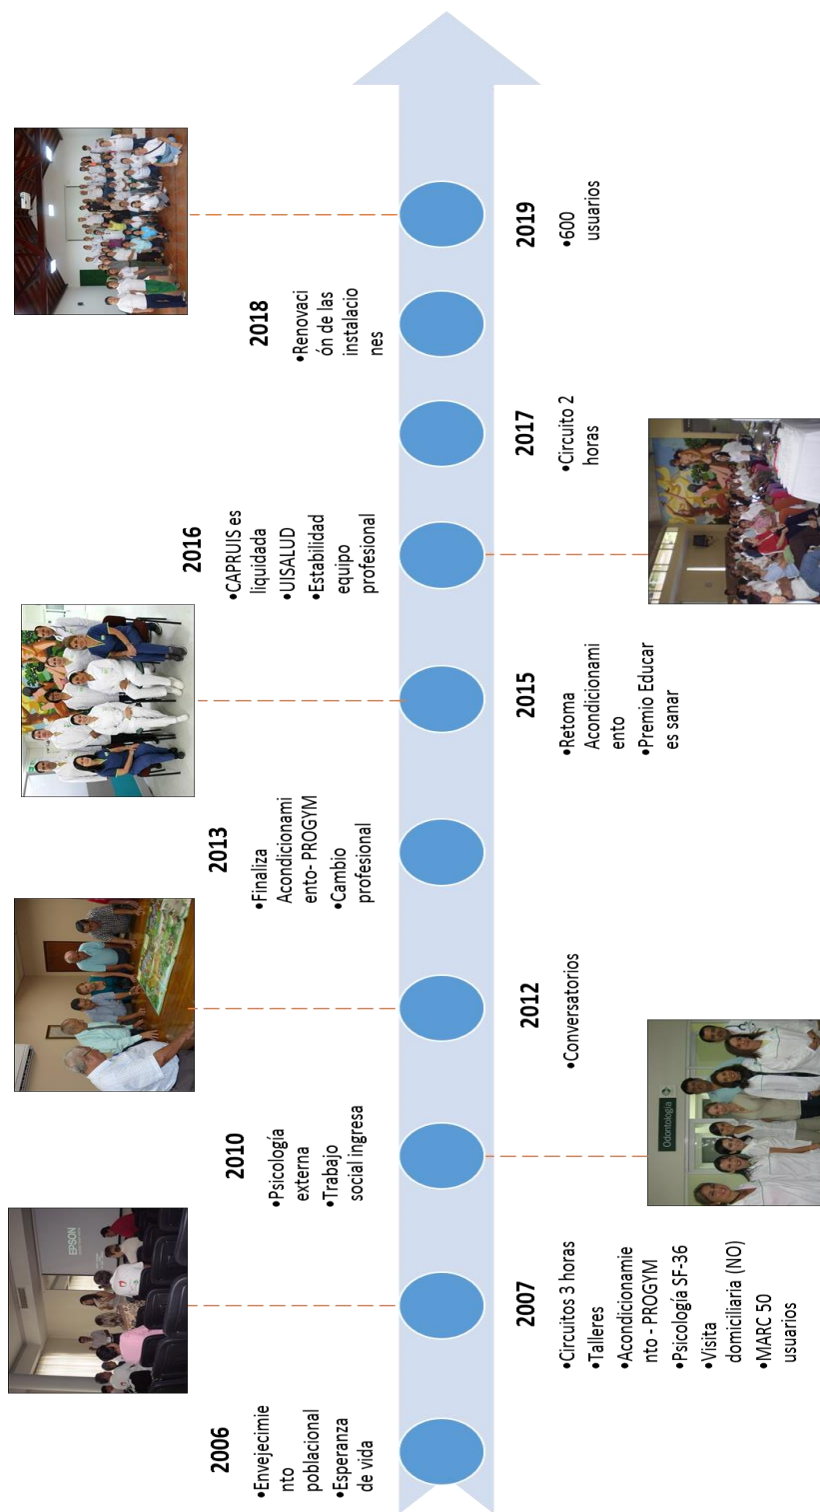 2006
•Envejecimie
nto
poblacional
•Esperanza
de vida
2007
•Circuitos 3 horas
•Talleres
•Acondicionamie
nto - PROGYM
•Psicología SF-36
•Visita
domiciliaria (NO)
•MARC 50
usuarios
EPSON
2010
•Psicología
externa
•Trabajo
social ingresa
Odontología
2012
•Conversatorios
2013
•Finaliza
Acondicionami
ento- PROGYM
•Cambio
profesional
2015
•Retoma
Acondicionami
ento
•Premio Educar
es sanar
2016
•CAPRUIS es
liquidada
•UISALUD
•Estabilidad
equipo
profesional
2017
•Circuito 2
horas
2018
•Renovaci
ón de las
instalacio
nes
2019
•600
usuarios